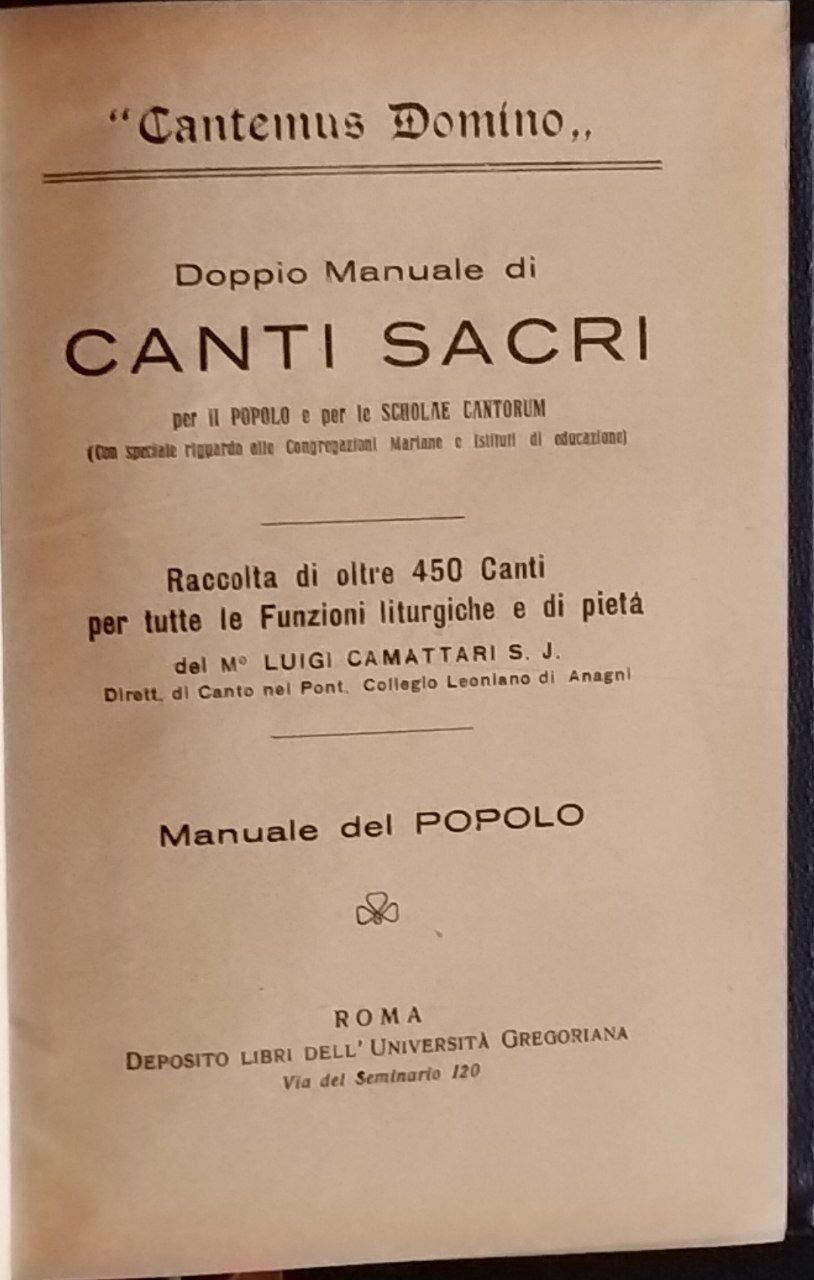 “Cantemus Domino„
Doppio Manuale di
CANTI SACRI
per il POPOLO e per le SCHOLAE CANTORUM
(Con speciale riguardo alle Congregazioni Mariane e Istituti di educazione)
Raccolta di oltre 450 Canti
per tutte le Funzioni liturgiche e di pietà
del Mº LUIGI CAMATTARI S. J.
Dirett. di Canto nel Pont. Collegio Leoniano di Anagni
Manuale del POPOLO
ROMA
DEPOSITO LIBRI DELL' UNIVERSITÀ GREGORIANA
Via del Seminario 120